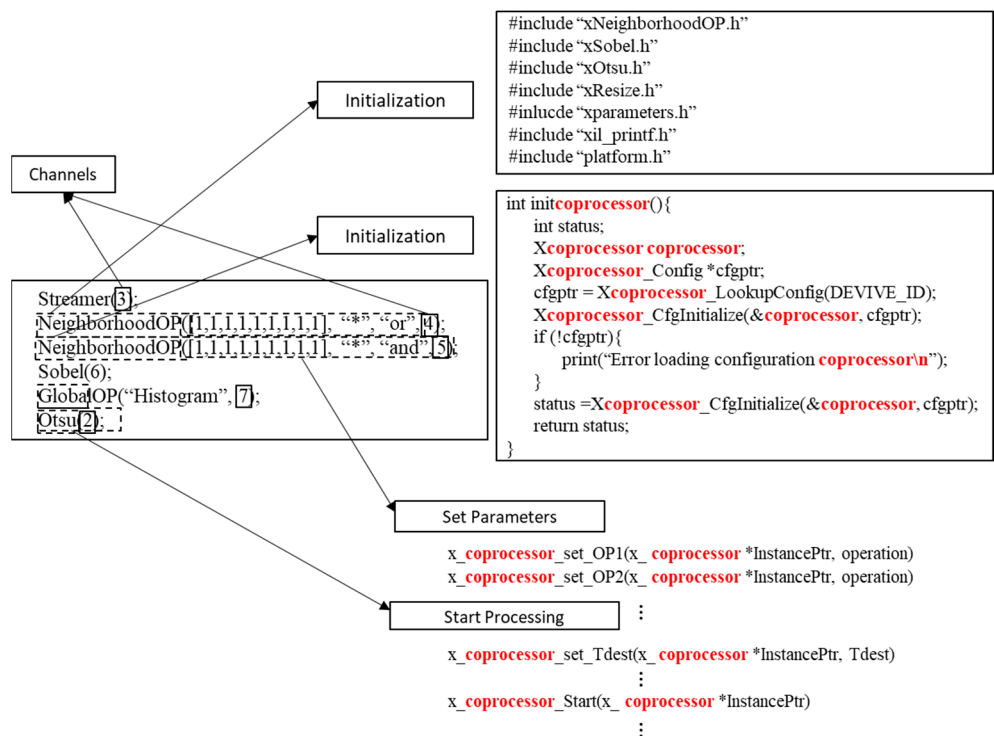 #include “xNeighborhoodOP.h”
#include “xSobel.h”
#include “xOtsu.h”
#include “xResize.h”
#inlucde “xparameters.h”
#include “xil_printf.h”
#include “platform.h”
Initialization
Channels
Initialization
int initcoprocessor(){
int status;
Xcoprocessor coprocessor;
Xcoprocessor_Config *cfgptr;
cfgptr = Xcoprocessor_LookupConfig(DEVIVE_ID);
Xcoprocessor_CfgInitialize(&coprocessor, cfgptr);
if (!cfgptr){
print(“Error loading configuration coprocessor\n”);
}
status =Xcoprocessor_CfgInitialize(&coprocessor, cfgptr);
return status;
}
Streamer(3);
NeighborhoodOP([1,1,1,1,1,1,1,1,1], “*”, “or”, 4);
NeighborhoodOP([1,1,1,1,1,1,1,1,1], “*”, “and”, 5);
Sobel(6);
GlobalOP(“Histogram”, 7);
Otsu(2);
Set Parameters
x_coprocessor_set_OP1(x_ coprocessor *InstancePtr, operation)
x_coprocessor_set_OP2(x_ coprocessor *InstancePtr, operation)
⋮
Start Processing
x_coprocessor_set_Tdest(x_ coprocessor *InstancePtr, Tdest)
⋮
x_coprocessor_Start(x_ coprocessor *InstancePtr)
⋮